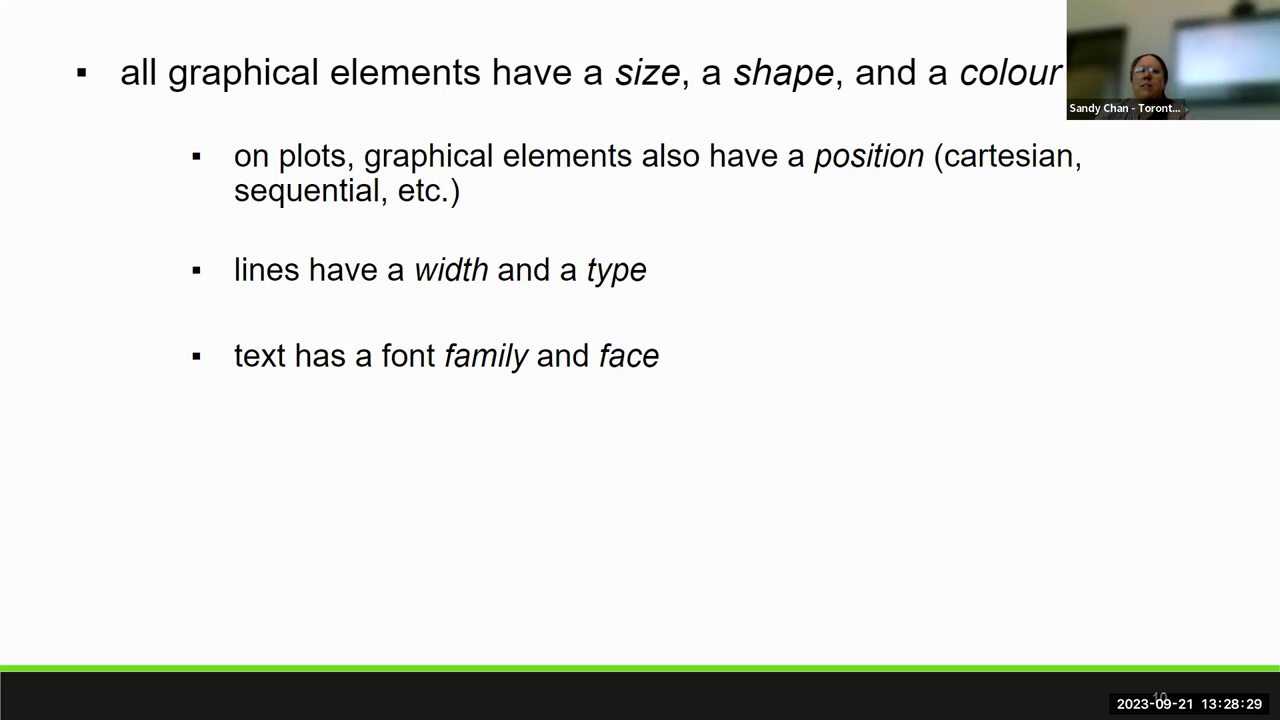 ▪ all graphical elements have a size, a shape, and a colour
Sandy Chan - Toront...
▪ on plots, graphical elements also have a position (cartesian,
sequential, etc.)
▪ lines have a width and a type
▪ text has a font family and face
10
2023-09-21 13:28:29